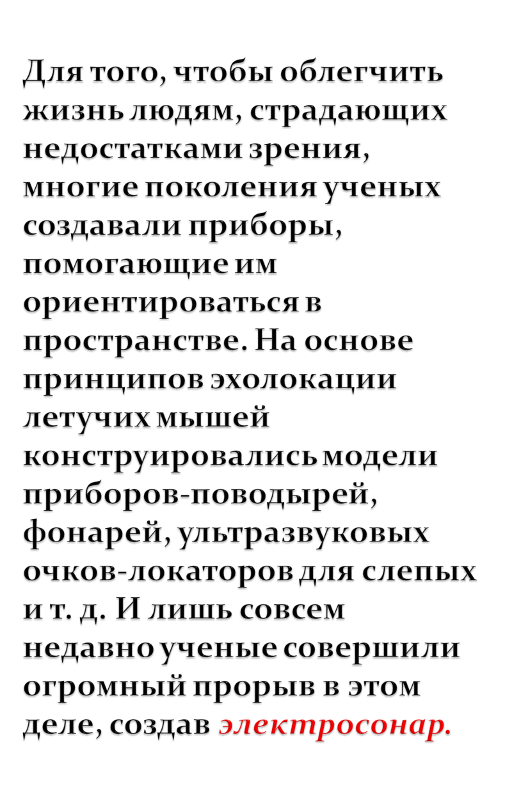 Для того, чтобы облегчить
жизнь людям, страдающих
недостатками зрения,
многие поколения ученых
создавали приборы,
помогающие им
ориентироваться в
пространстве. На основе
принципов эхолокации
летучих мышей
конструировались модели
приборов-поводырей,
фонарей, ультразвуковых
очков-локаторов для слепых
и т. д. И лишь совсем
недавно ученые совершили
огромный прорыв в этом
деле, создав электросонар.